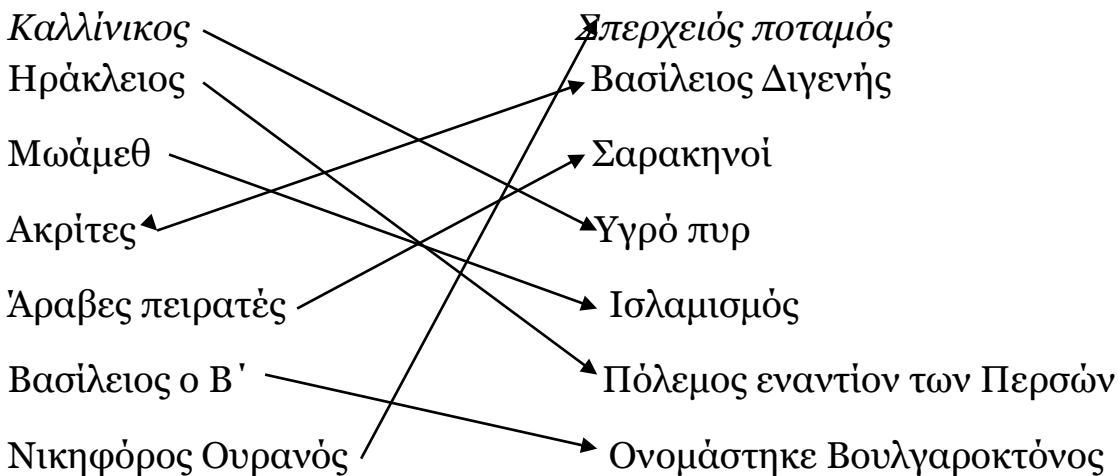 Καλλίνικος Σπερχειός ποταμός
Ηράκλειος Βασίλειος Διγενής
Μωάμεθ Σαρακηνοί
Ακρίτες Υγρό πυρ
Άραβες πειρατές Ισλαμισμός
Βασίλειος ο Β΄ Πόλεμος εναντίον των Περσών
Νικηφόρος Ουρανός Ονομάστηκε Βουλγαροκτόνος